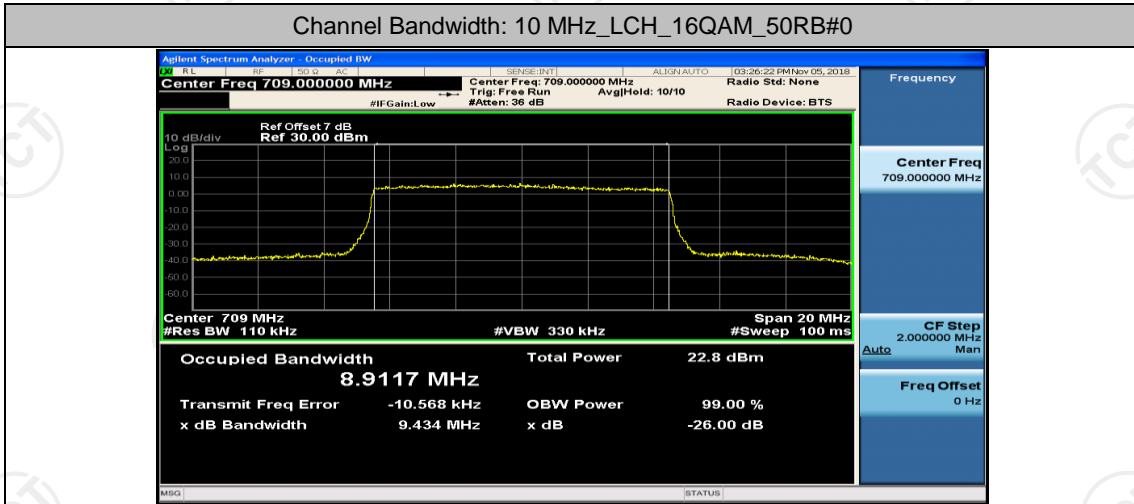 Channel Bandwidth: 10 MHz_LCH_16QAM_50RB#0
Agilent Spectrum Analyzer - Occupied BW
LXI RL RF 50 Ω AC SENSE:INT ALIGN AUTO 03:26:22 PM Nov 05, 2018
Center Freq 709.000000 MHz
Center Freq: 709.000000 MHz Radio Std: None
Trig: Free Run Avg|Hold: 10/10
#IFGain:Low #Atten: 36 dB Radio Device: BTS
Frequency
Ref Offset 7 dB
10 dB/div Ref 30.00 dBm
Log
20.0
10.0
0.00
-10.0
-20.0
-30.0
-40.0
-50.0
-60.0
Center Freq
709.000000 MHz
Center 709 MHz Span 20 MHz
#Res BW 110 kHz #VBW 330 kHz #Sweep 100 ms
CF Step
2.000000 MHz
Auto Man
Occupied Bandwidth Total Power 22.8 dBm
8.9117 MHz
Transmit Freq Error -10.568 kHz OBW Power 99.00 %
x dB Bandwidth 9.434 MHz x dB -26.00 dB
Freq Offset
0 Hz
MSG STATUS
TCT
TCT